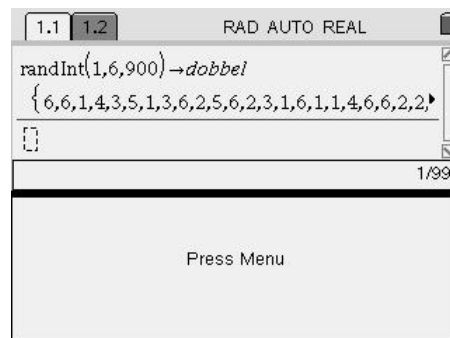 1.1 1.2 RAD AUTO REAL
randInt(1,6,900)→dobbel
{6,6,1,4,3,5,1,3,6,2,5,6,2,3,1,6,1,1,4,6,6,2,2,▸
1/99
Press Menu